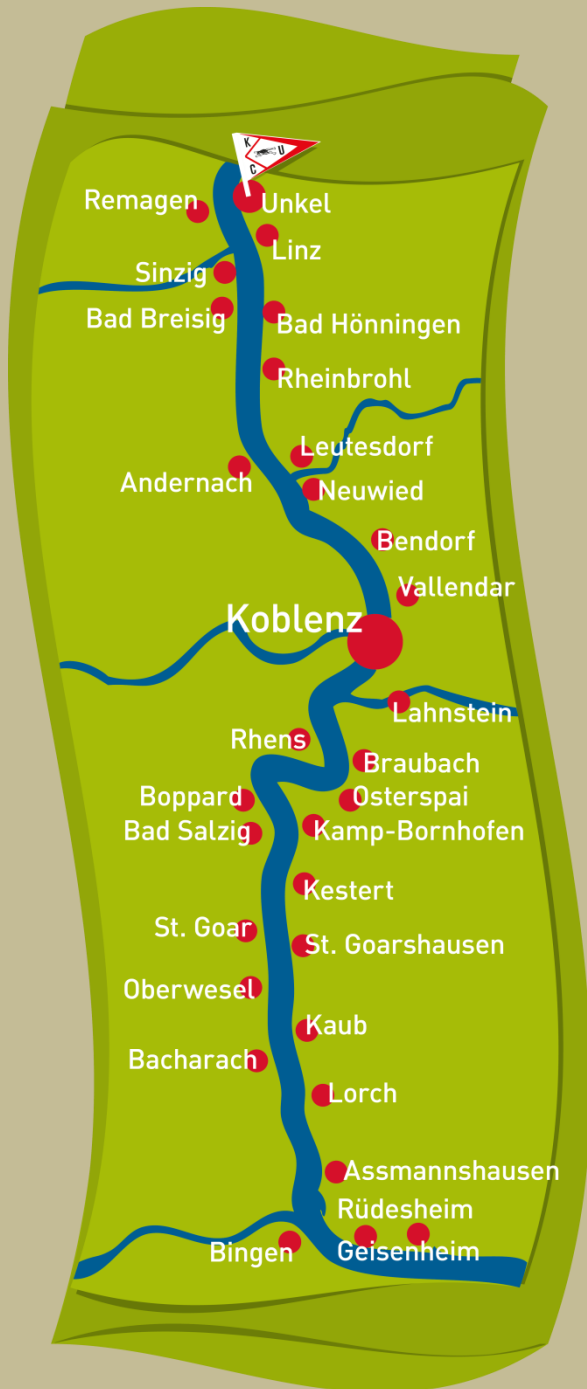 K
U
C
Remagen
Unkel
Linz
Sinzig
Bad Breisig
Bad Hönningen
Rheinbrohl
Leutesdorf
Andernach
Neuwied
Bendorf
Vallendar
Koblenz
Lahnstein
Rhens
Braubach
Boppard
Osterspai
Bad Salzig
Kamp-Bornhofen
Kestert
St. Goar
St. Goarshausen
Oberwesel
Kaub
Bacharach
Lorch
Assmannshausen
Rüdesheim
Bingen
Geisenheim